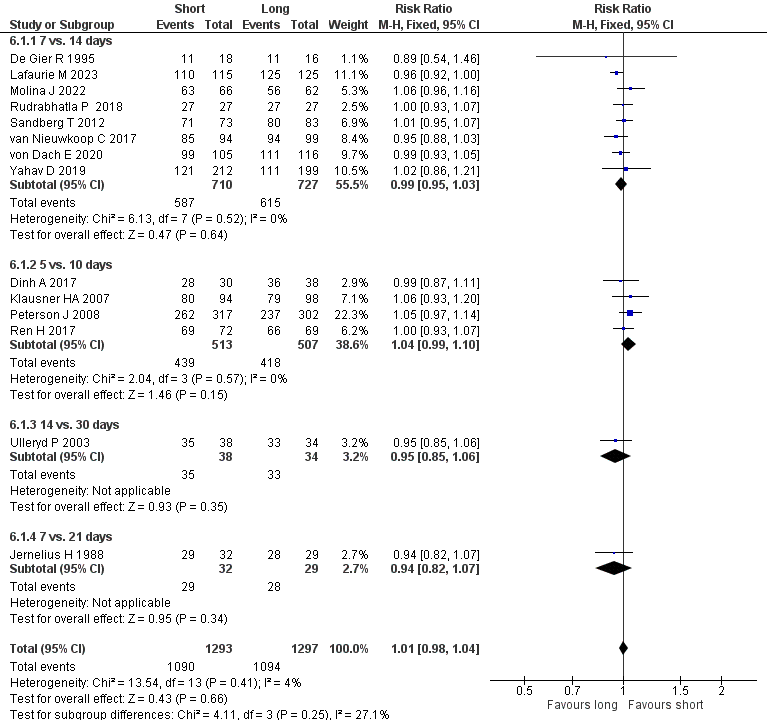 Short Long Risk Ratio Risk Ratio
Study or Subgroup Events Total Events Total Weight M-H, Fixed, 95% CI M-H, Fixed, 95% CI
6.1.1 7 vs. 14 days
De Gier R 1995 11 18 11 16 1.1% 0.89 [0.54, 1.46]
Lafaurie M 2023 110 115 125 125 11.1% 0.96 [0.92, 1.00]
Molina J 2022 63 66 56 62 5.3% 1.06 [0.96, 1.16]
Rudrabhatla P 2018 27 27 27 27 2.5% 1.00 [0.93, 1.07]
Sandberg T 2012 71 73 80 83 6.9% 1.01 [0.95, 1.07]
van Nieuwkoop C 2017 85 94 94 99 8.4% 0.95 [0.88, 1.03]
von Dach E 2020 99 105 111 116 9.7% 0.99 [0.93, 1.05]
Yahav D 2019 121 212 111 199 10.5% 1.02 [0.86, 1.21]
Subtotal (95% CI) 710 727 55.5% 0.99 [0.95, 1.03]
Total events 587 615
Heterogeneity: Chi² = 6.13, df = 7 (P = 0.52); I² = 0%
Test for overall effect: Z = 0.47 (P = 0.64)
6.1.2 5 vs. 10 days
Dinh A 2017 28 30 36 38 2.9% 0.99 [0.87, 1.11]
Klausner HA 2007 80 94 79 98 7.1% 1.06 [0.93, 1.20]
Peterson J 2008 262 317 237 302 22.3% 1.05 [0.97, 1.14]
Ren H 2017 69 72 66 69 6.2% 1.00 [0.93, 1.07]
Subtotal (95% CI) 513 507 38.6% 1.04 [0.99, 1.10]
Total events 439 418
Heterogeneity: Chi² = 2.04, df = 3 (P = 0.57); I² = 0%
Test for overall effect: Z = 1.46 (P = 0.15)
6.1.3 14 vs. 30 days
Ulleryd P 2003 35 38 33 34 3.2% 0.95 [0.85, 1.06]
Subtotal (95% CI) 38 34 3.2% 0.95 [0.85, 1.06]
Total events 35 33
Heterogeneity: Not applicable
Test for overall effect: Z = 0.93 (P = 0.35)
6.1.4 7 vs. 21 days
Jernelius H 1988 29 32 28 29 2.7% 0.94 [0.82, 1.07]
Subtotal (95% CI) 32 29 2.7% 0.94 [0.82, 1.07]
Total events 29 28
Heterogeneity: Not applicable
Test for overall effect: Z = 0.95 (P = 0.34)
Total (95% CI) 1293 1297 100.0% 1.01 [0.98, 1.04]
Total events 1090 1094
Heterogeneity: Chi² = 13.54, df = 13 (P = 0.41); I² = 4%
Test for overall effect: Z = 0.43 (P = 0.66)
Test for subgroup differences: Chi² = 4.11, df = 3 (P = 0.25), I² = 27.1%
0.5 0.7 1 1.5 2
Favours long Favours short